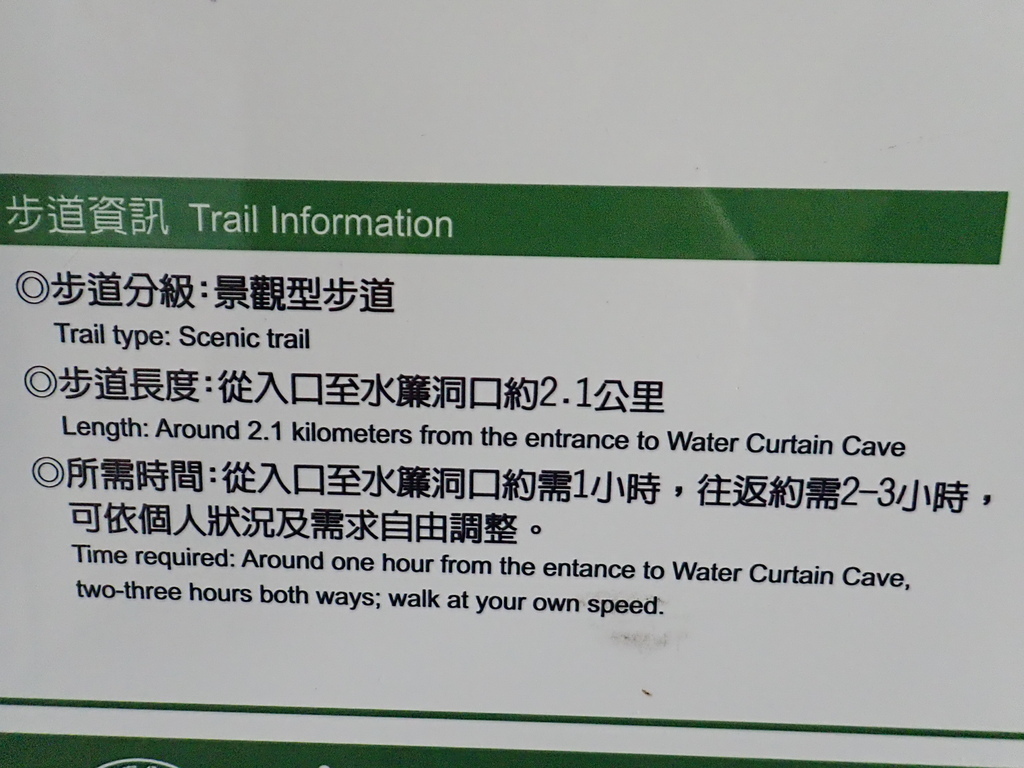 步道資訊 Trail Information
◎步道分級:景觀型步道
Trail type: Scenic trail
◎步道長度:從入口至水簾洞口約2.1公里
Length: Around 2.1 kilometers from the entrance to Water Curtain Cave
◎所需時間:從入口至水簾洞口約需1小時，往返約需2-3小時，
可依個人狀況及需求自由調整。
Time required: Around one hour from the entance to Water Curtain Cave,
two-three hours both ways; walk at your own speed.